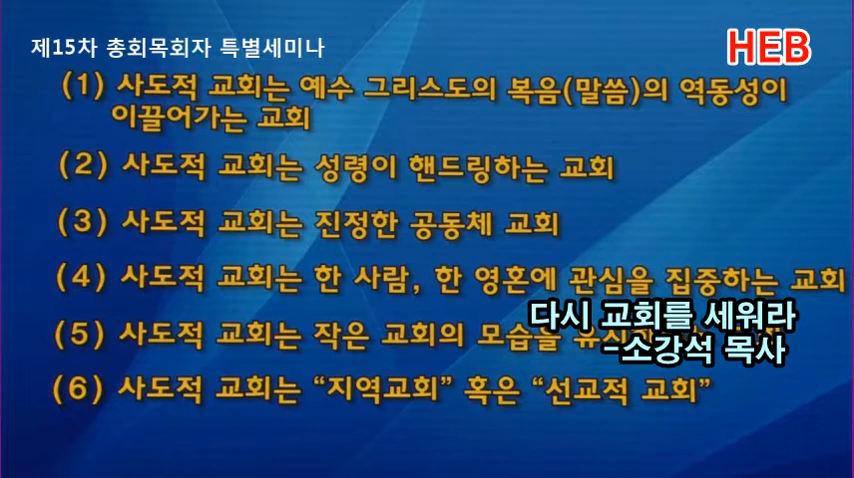 제15차 총회목회자 특별세미나
HEB
(1) 사도적 교회는 예수 그리스도의 복음(말씀)의 역동성이
이끌어가는 교회
(2) 사도적 교회는 성령이 핸드링하는 교회
(3) 사도적 교회는 진정한 공동체 교회
(4) 사도적 교회는 한 사람, 한 영혼에 관심을 집중하는 교회
다시 교회를 세워라
(5) 사도적 교회는 작은 교회의 모습을
-소강석 목사
(6) 사도적 교회는 “지역교회” 혹은 “선교적 교회”